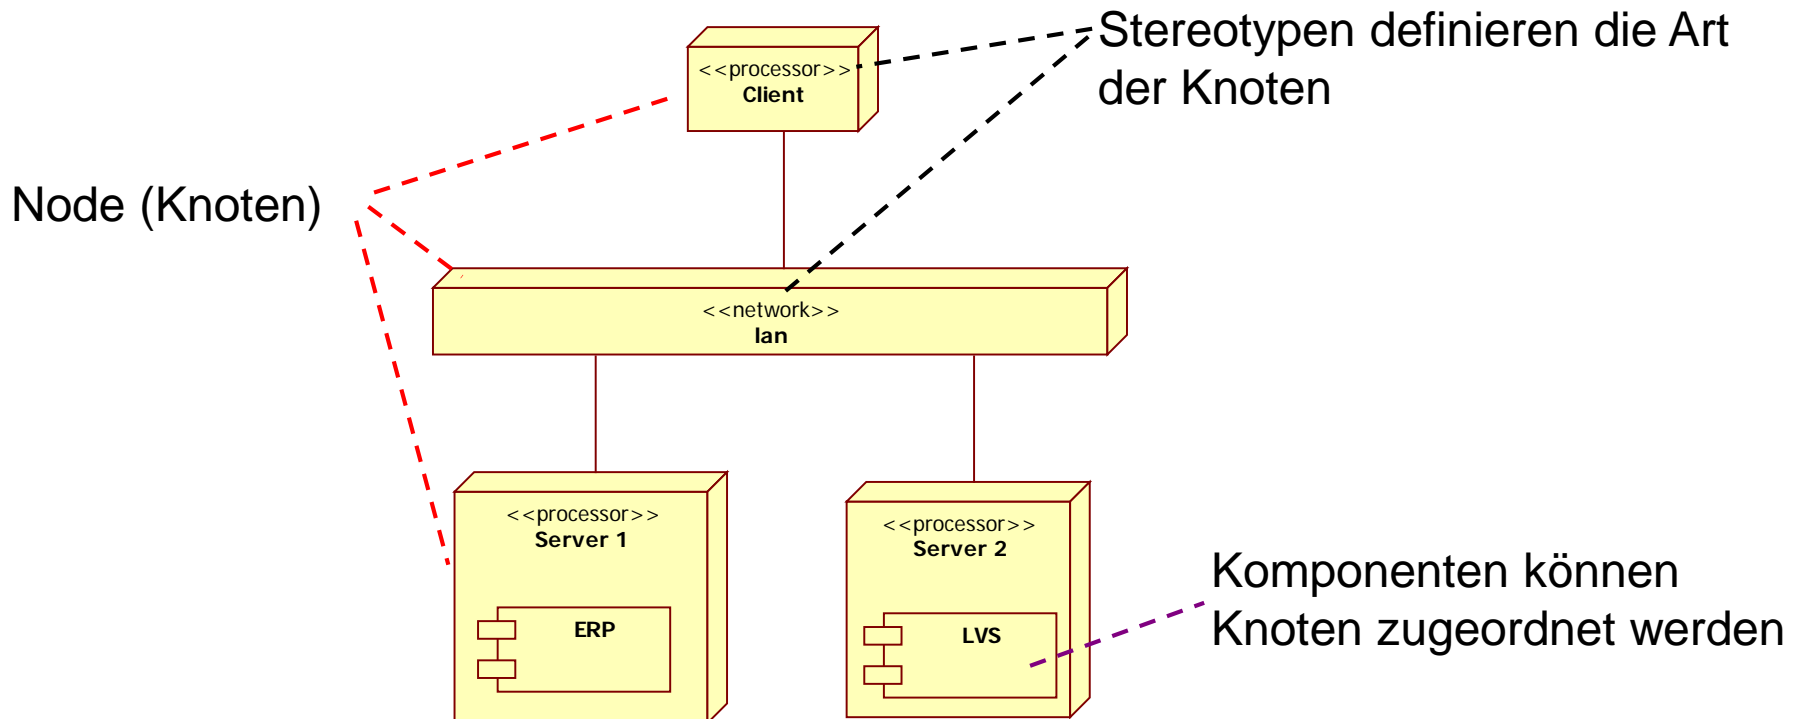 Stereotypen definieren die Art
der Knoten
<<processor>>
Client
Node (Knoten)
<<network>>
lan
<<processor>>
Server 1
ERP
<<processor>>
Server 2
LVS
Komponenten können
Knoten zugeordnet werden